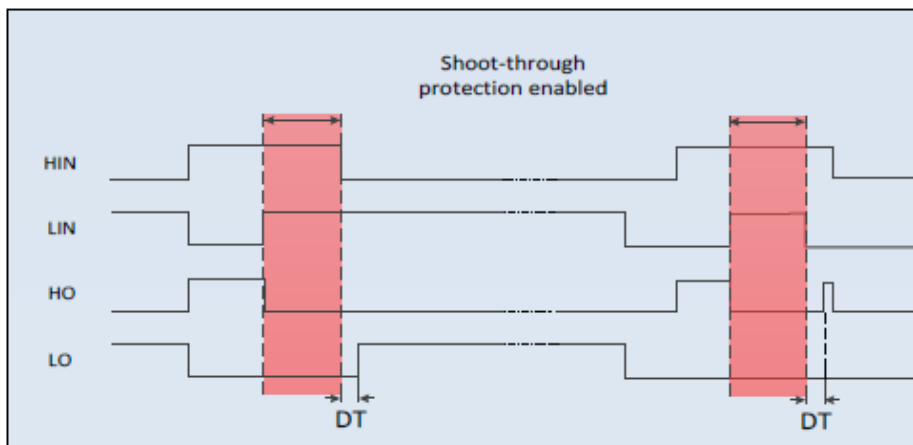 Shoot-through
protection enabled
HIN
LIN
HO
LO
DT
DT